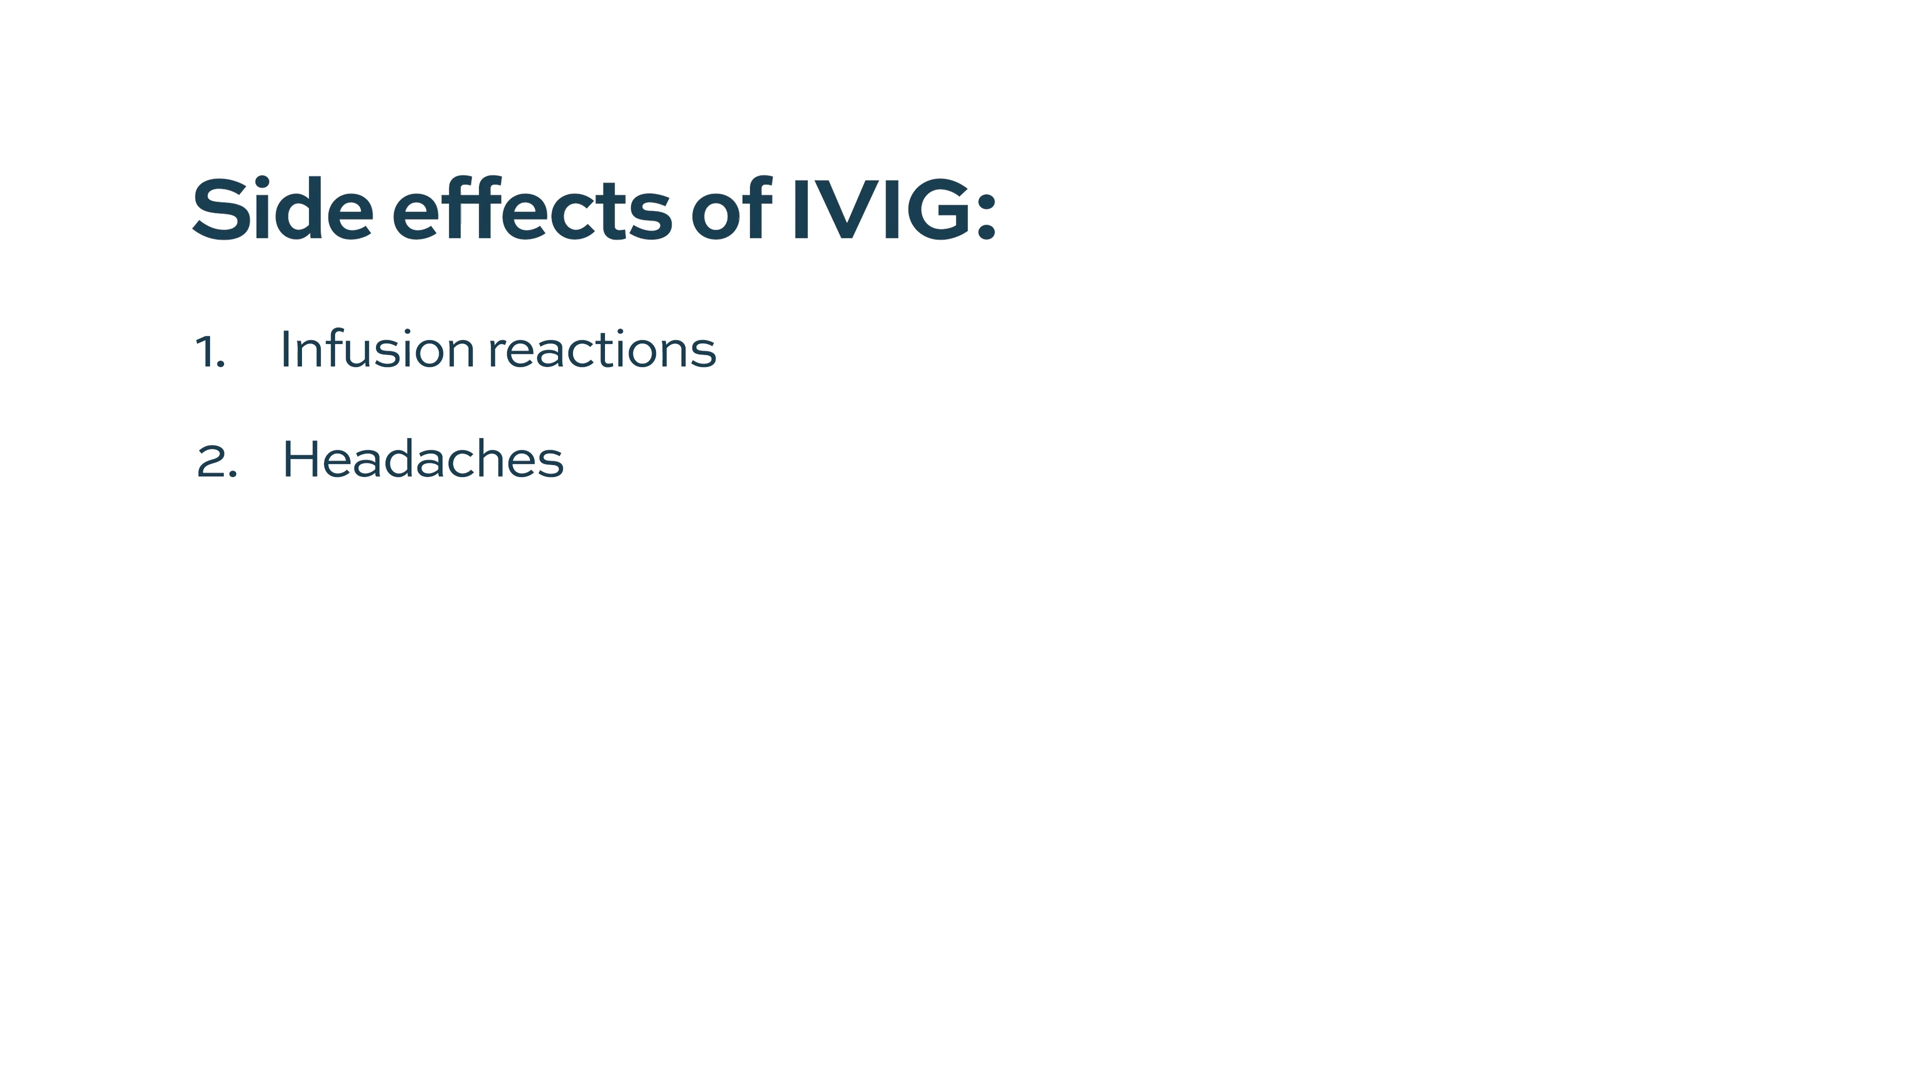 Side effects of IVIG:
1. Infusion reactions
2. Headaches